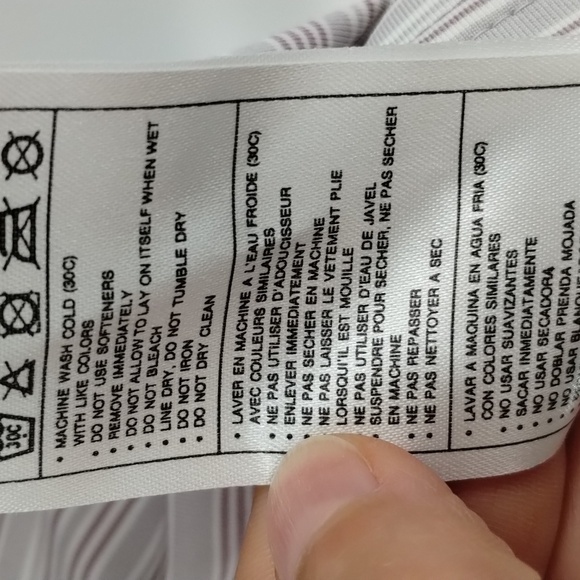 30C
• MACHINE WASH COLD (30C)
WITH LIKE COLORS
• DO NOT USE SOFTENERS
• REMOVE IMMEDIATELY
• DO NOT ALLOW TO LAY ON ITSELF WHEN WET
• DO NOT BLEACH
• LINE DRY, DO NOT TUMBLE DRY
• DO NOT IRON
• DO NOT DRY CLEAN
• LAVER EN MACHINE A L'EAU FROIDE (30C)
AVEC COULEURS SIMILAIRES
• NE PAS UTILISER D'ADOUCISSEUR
• ENLEVER IMMEDIATEMENT
• NE PAS SECHER EN MACHINE
• NE PAS LAISSER LE VETEMENT PLIE
LORSQU'IL EST MOUILLE
• NE PAS UTILISER D'EAU DE JAVEL
• SUSPENDRE POUR SECHER, NE PAS SECHER
EN MACHINE
• NE PAS REPASSER
• NE PAS NETTOYER A SEC
• LAVAR A MAQUINA EN AGUA FRIA (30C)
CON COLORES SIMILARES
• NO USAR SUAVIZANTES
• SACAR INMEDIATAMENTE
• NO USAR SECADORA
• NO DOBLAR PRENDA MOJADA
• NO USAR